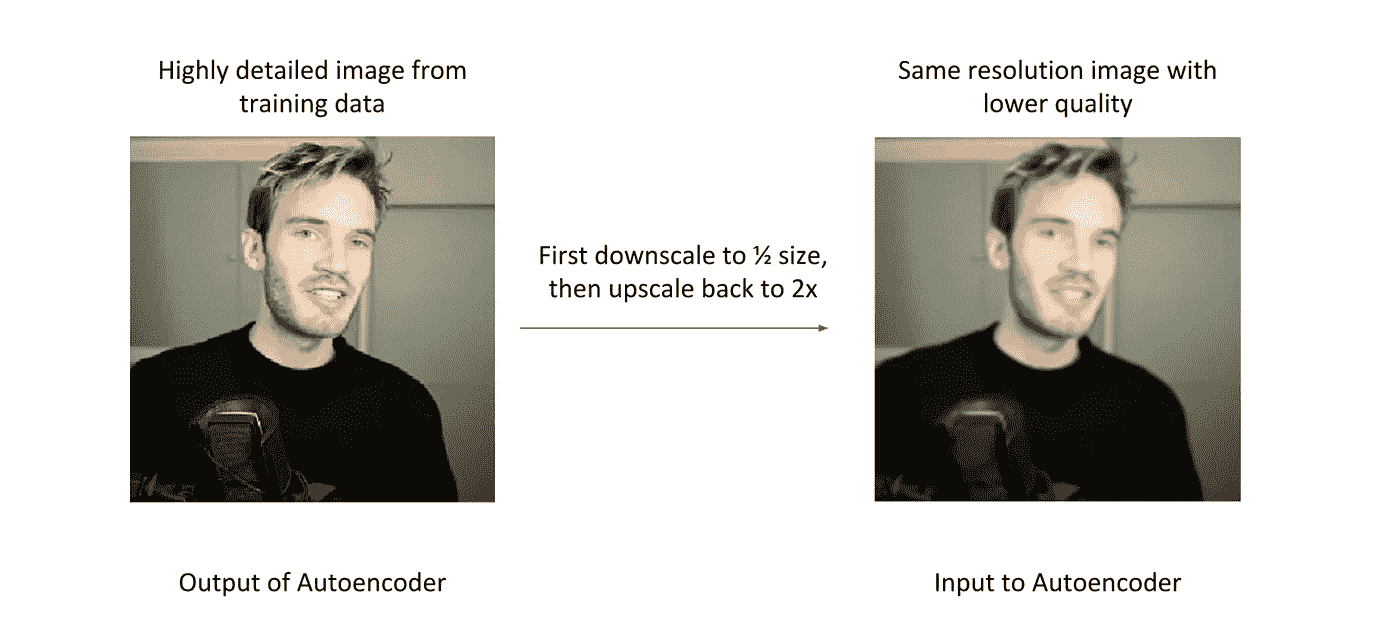 Highly detailed image from
training data
Same resolution image with
lower quality
First downscale to ½ size,
then upscale back to 2x
Output of Autoencoder
Input to Autoencoder